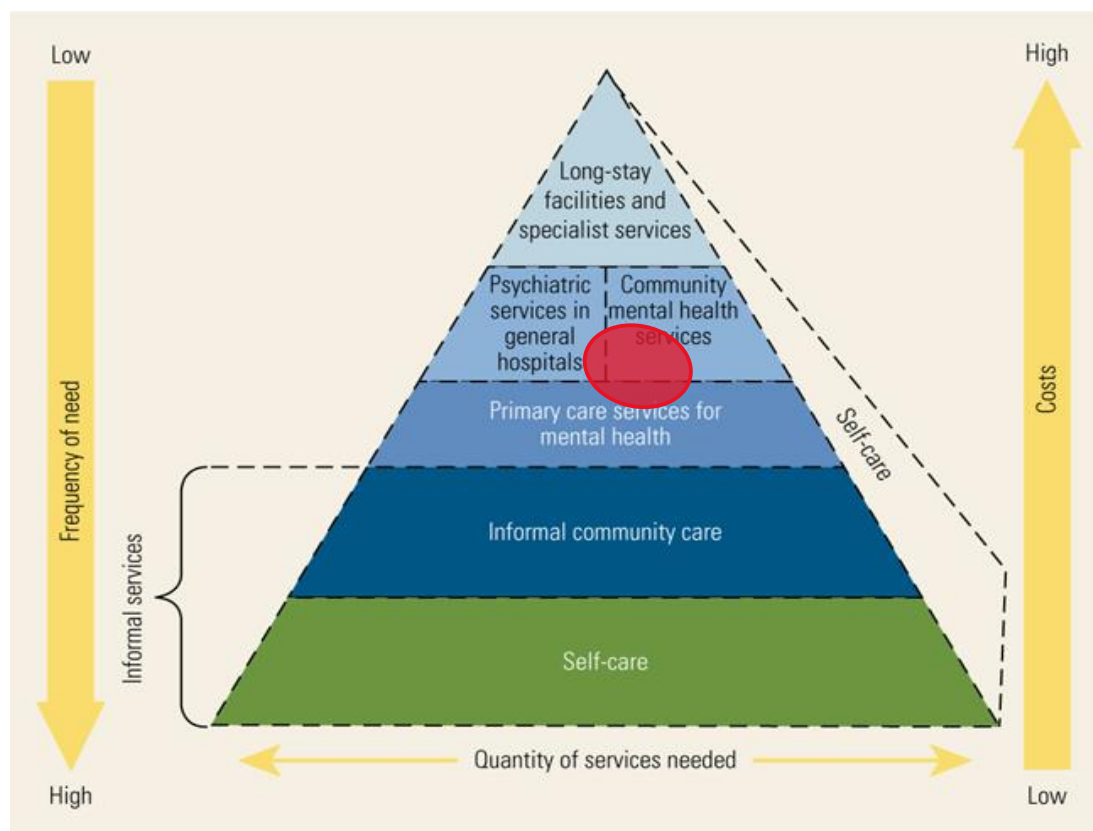 Low
High
Long-stay
facilities and
specialist services
Psychiatric
services in
general
hospitals
Community
mental health
services
Primary care services for
mental health
Informal community care
Self-care
Self-care
Frequency of need
Informal services
Costs
Quantity of services needed
High
Low